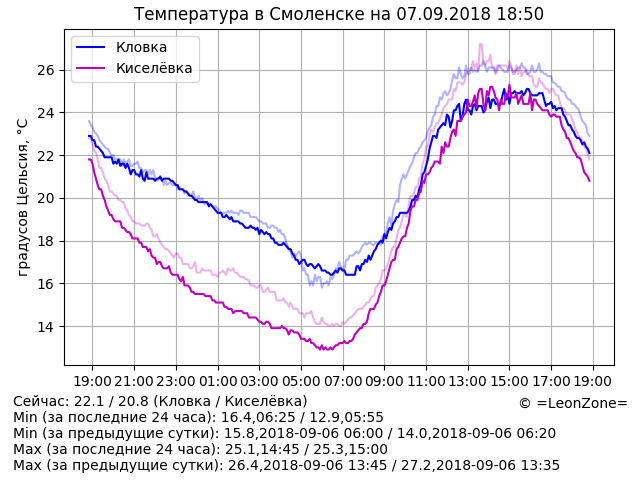 Температура в Смоленске на 07.09.2018 18:50
Кловка
Киселёвка
градусов Цельсия, °C
26
24
22
20
18
16
14
19:00 21:00 23:00 01:00 03:00 05:00 07:00 09:00 11:00 13:00 15:00 17:00 19:00
Сейчас: 22.1 / 20.8 (Кловка / Киселёвка)
© =LeonZone=
Min (за последние 24 часа): 16.4,06:25 / 12.9,05:55
Min (за предыдущие сутки): 15.8,2018-09-06 06:00 / 14.0,2018-09-06 06:20
Max (за последние 24 часа): 25.1,14:45 / 25.3,15:00
Max (за предыдущие сутки): 26.4,2018-09-06 13:45 / 27.2,2018-09-06 13:35